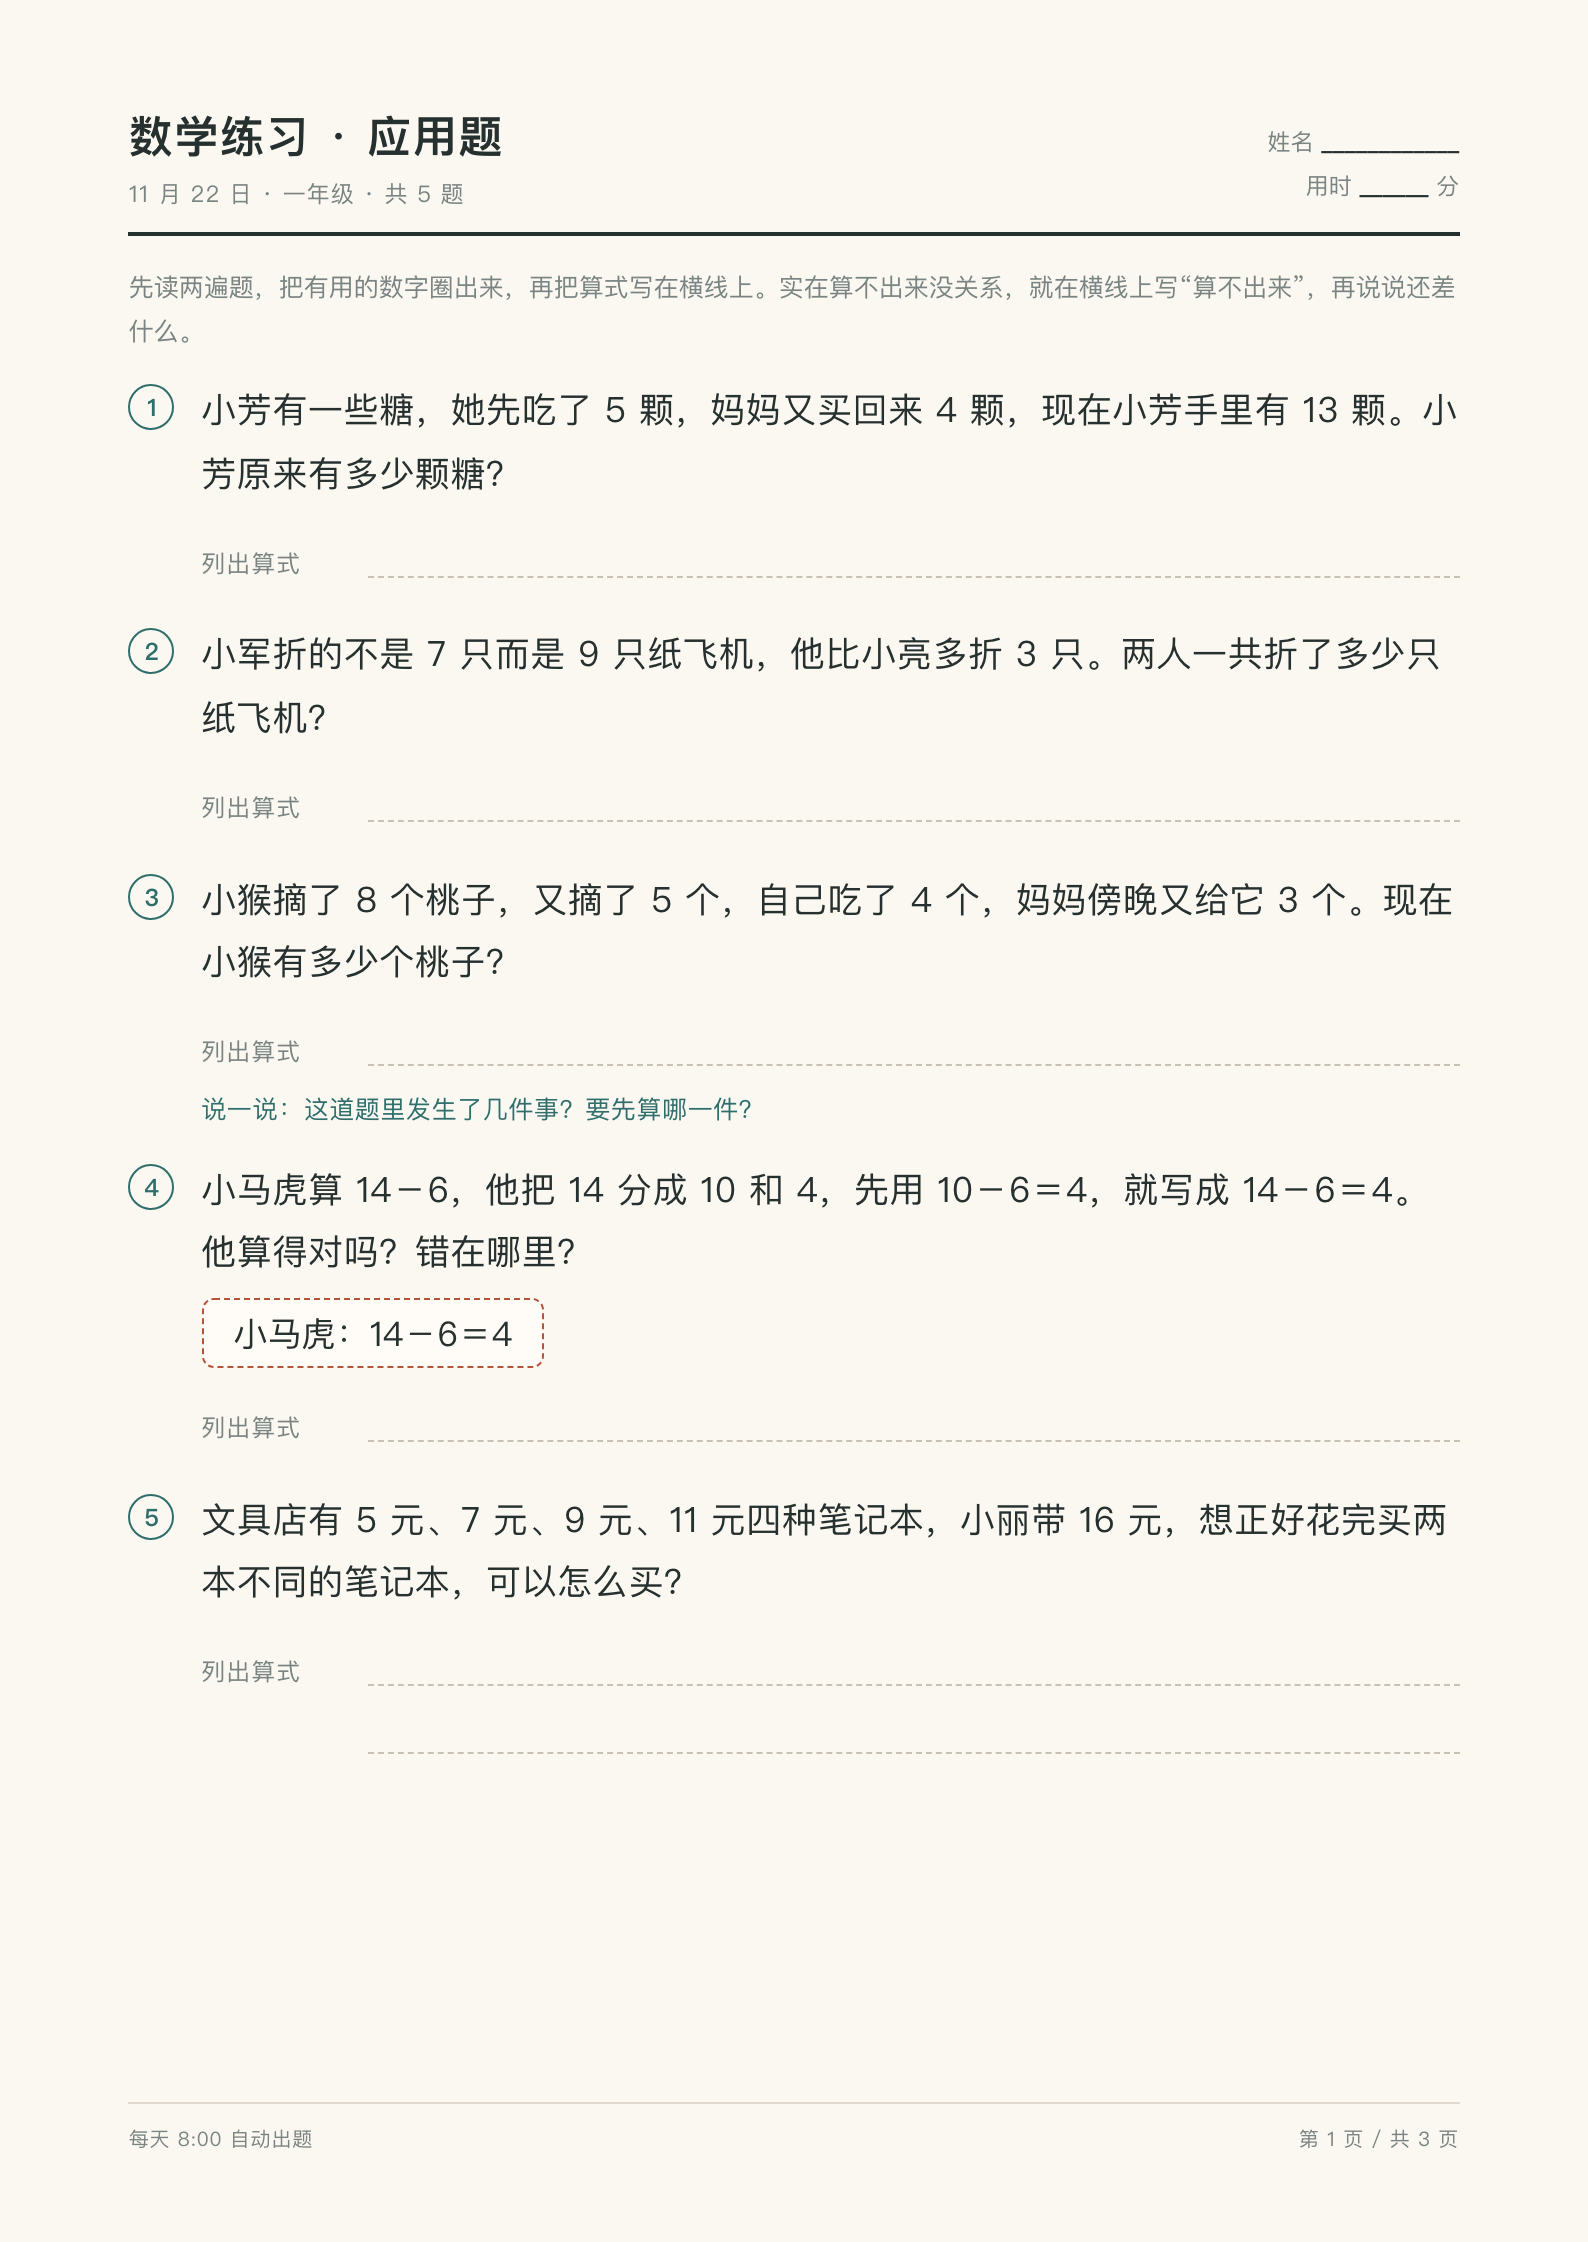 数学练习 · 应用题
11 月 22 日 · 一年级 · 共 5 题
姓名 ____________
用时 ______ 分
先读两遍题，把有用的数字圈出来，再把算式写在横线上。实在算不出来没关系，就在横线上写“算不出来”，再说说还差
什么。
1 小芳有一些糖，她先吃了 5 颗，妈妈又买回来 4 颗，现在小芳手里有 13 颗。小
芳原来有多少颗糖？
列出算式
2 小军折的不是 7 只而是 9 只纸飞机，他比小亮多折 3 只。两人一共折了多少只
纸飞机？
列出算式
3 小猴摘了 8 个桃子，又摘了 5 个，自己吃了 4 个，妈妈傍晚又给它 3 个。现在
小猴有多少个桃子？
列出算式
说一说：这道题里发生了几件事？要先算哪一件？
4 小马虎算 14－6，他把 14 分成 10 和 4，先用 10－6＝4，就写成 14－6＝4。
他算得对吗？错在哪里？
小马虎：14－6＝4
列出算式
5 文具店有 5 元、7 元、9 元、11 元四种笔记本，小丽带 16 元，想正好花完买两
本不同的笔记本，可以怎么买？
列出算式
每天 8:00 自动出题
第 1 页 / 共 3 页